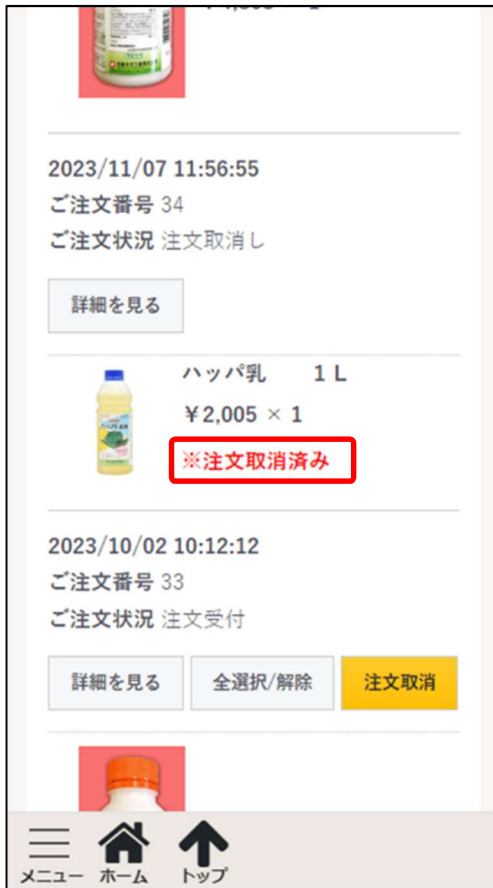 2023/11/07 11:56:55
ご注文番号 34
ご注文状況 注文取消し
詳細を見る
ハッパ乳　　1 L
￥2,005 × 1
※注文取消済み
2023/10/02 10:12:12
ご注文番号 33
ご注文状況 注文受付
詳細を見る
全選択/解除
注文取消
メニュー
ホーム
トップ